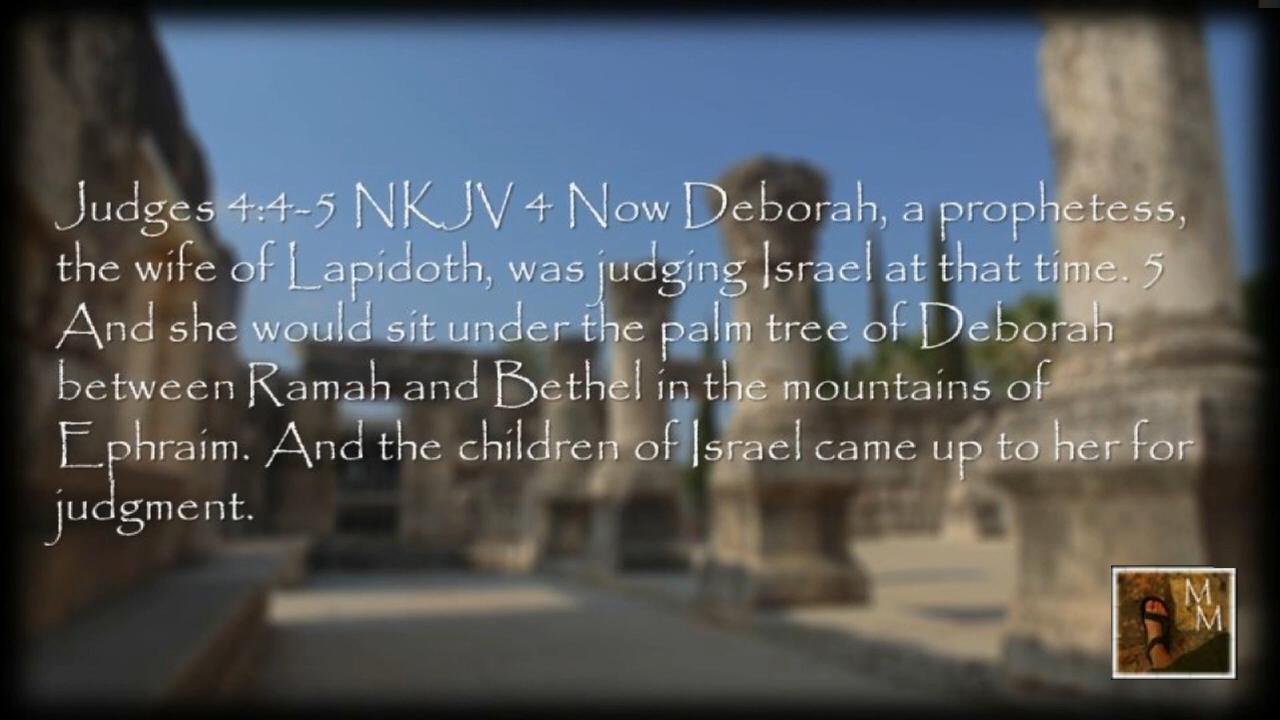 Judges 4:4-5 NKJV 4 Now Deborah, a prophetess,
the wife of Lapidoth, was judging Israel at that time. 5
And she would sit under the palm tree of Deborah
between Ramah and Bethel in the mountains of
Ephraim. And the children of Israel came up to her for
judgment.
M
M